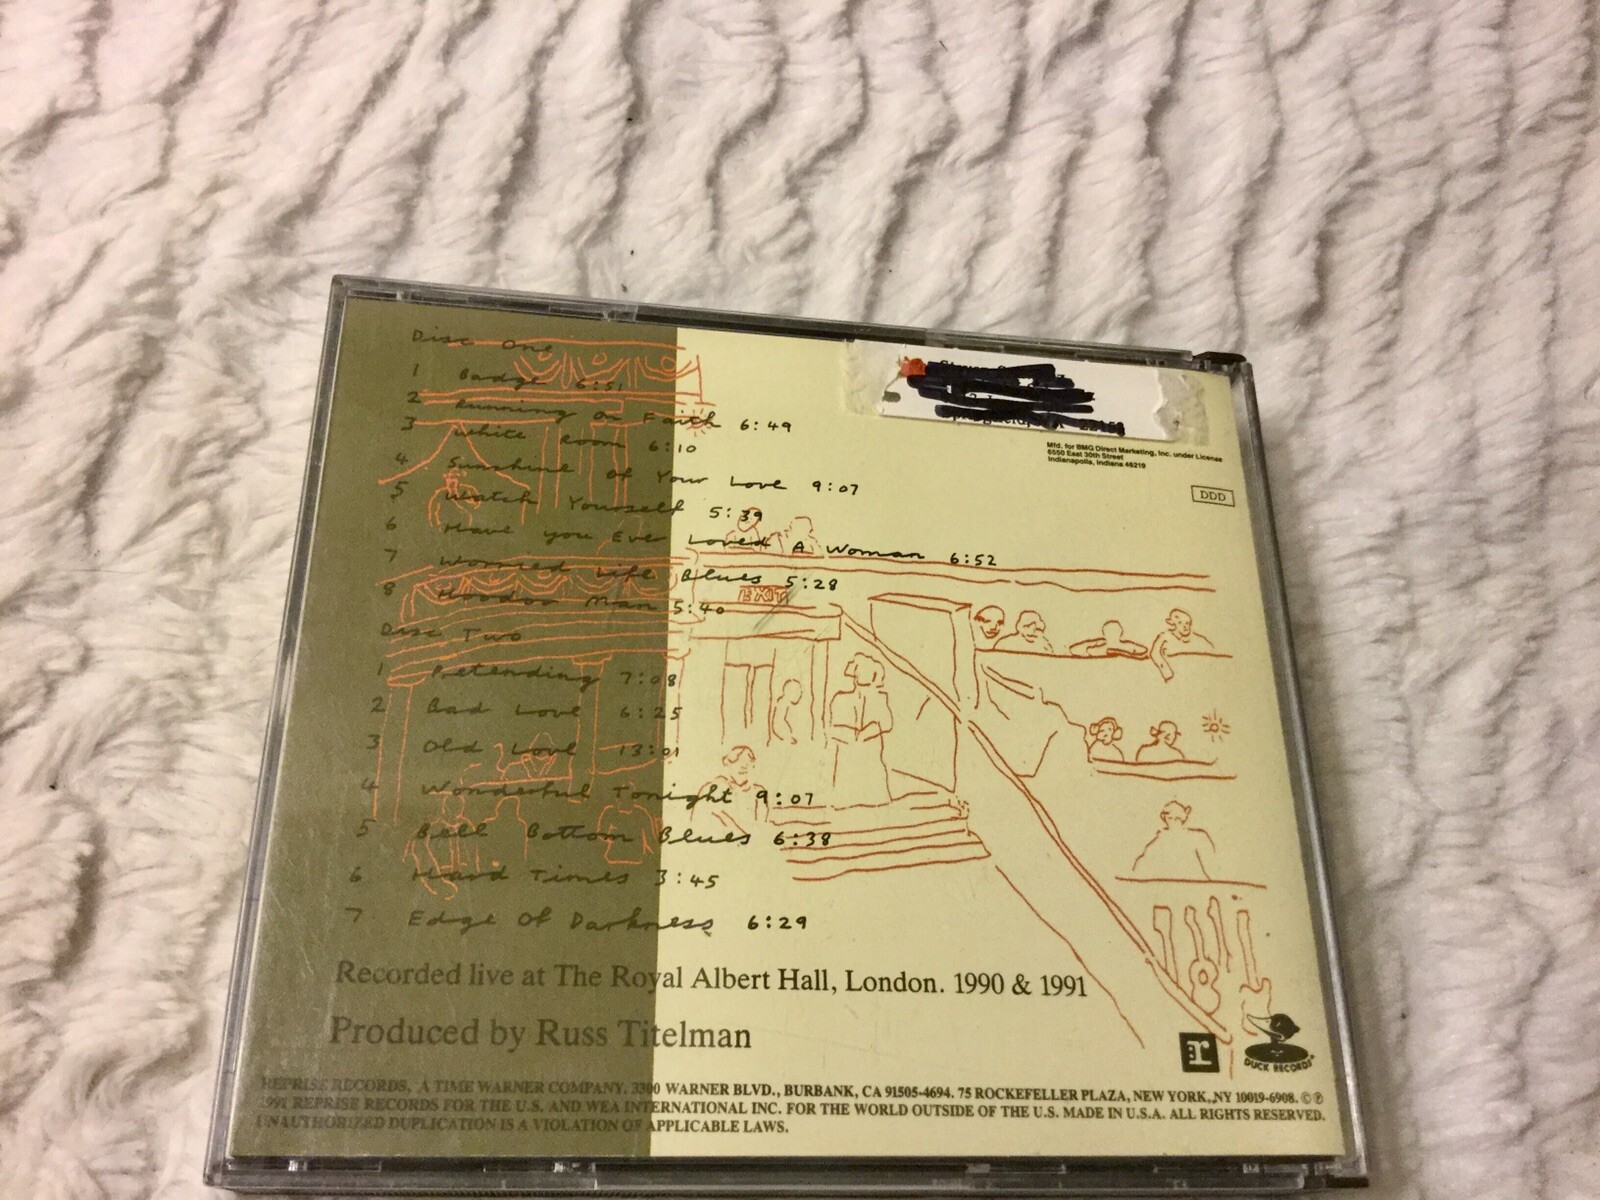 Disc One
1 Badge 6:51
2 Running On Faith 6:49
3 White Room 6:10
4 Sunshine Of Your Love 9:07
5 Watch Yourself 5:39
6 Have you Ever Loved A Woman 6:52
7 Worried Life Blues 5:28
8 Hoodoo Man 5:40
EXIT
Disc Two
1 Pretending 7:08
2 Bad Love 6:25
3 Old Love 13:01
4 Wonderful Tonight 9:07
5 Bell Bottom Blues 6:38
6 Hard Times 3:45
7 Edge Of Darkness 6:29
Mfd. for BMG Direct Marketing, Inc. under License
6550 East 30th Street
Indianapolis, Indiana 46219
DDD
Recorded live at The Royal Albert Hall, London. 1990 & 1991
Produced by Russ Titelman
r
DUCK RECORDS
REPRISE RECORDS, A TIME WARNER COMPANY. 3300 WARNER BLVD., BURBANK, CA 91505-4694. 75 ROCKEFELLER PLAZA, NEW YORK, NY 10019-6908. ©℗
1991 REPRISE RECORDS FOR THE U.S. AND WEA INTERNATIONAL INC. FOR THE WORLD OUTSIDE OF THE U.S. MADE IN U.S.A. ALL RIGHTS RESERVED.
UNAUTHORIZED DUPLICATION IS A VIOLATION OF APPLICABLE LAWS.